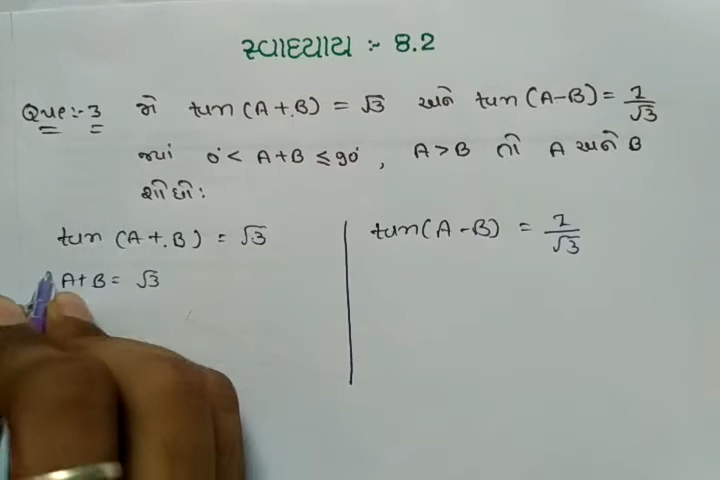 સ્વાધ્યાય :- 8.2
Que:-3 જો tan (A+B) = √3 અને tan (A-B) = 1/√3
જ્યાં 0° < A+B ≤ 90°, A>B તો A અને B
શોધો:
tan (A+B) = √3
A+B = √3
tan(A-B) = 1/√3